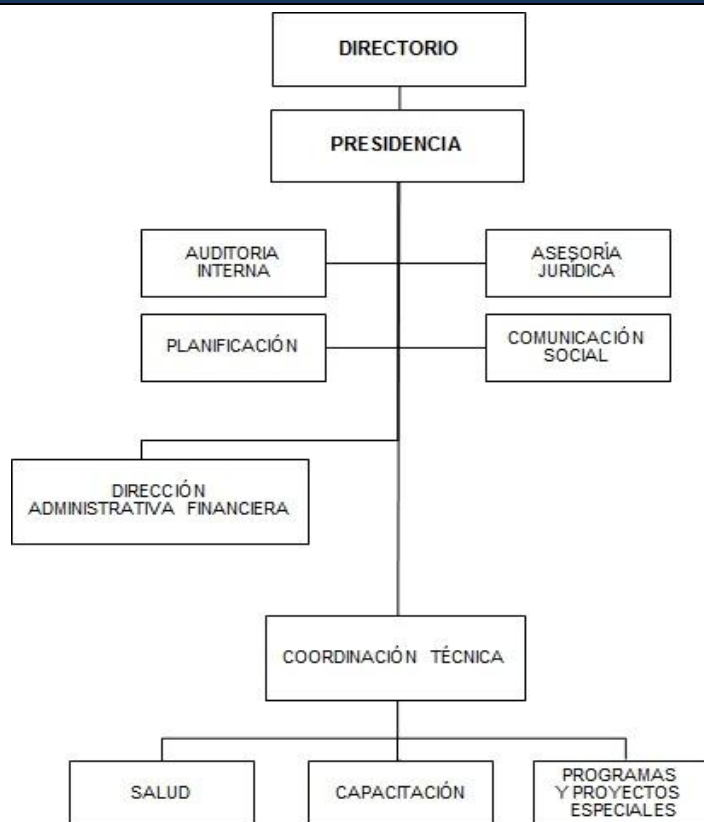 DIRECTORIO
PRESIDENCIA
AUDITORIA
INTERNA
ASESORÍA
JURÍDICA
PLANIFICACIÓN
COMUNICACIÓN
SOCIAL
DIRECCIÓN
ADMINISTRATIVA FINANCIERA
COORDINACIÓN TÉCNICA
SALUD
CAPACITACIÓN
PROGRAMAS
Y PROYECTOS
ESPECIALES